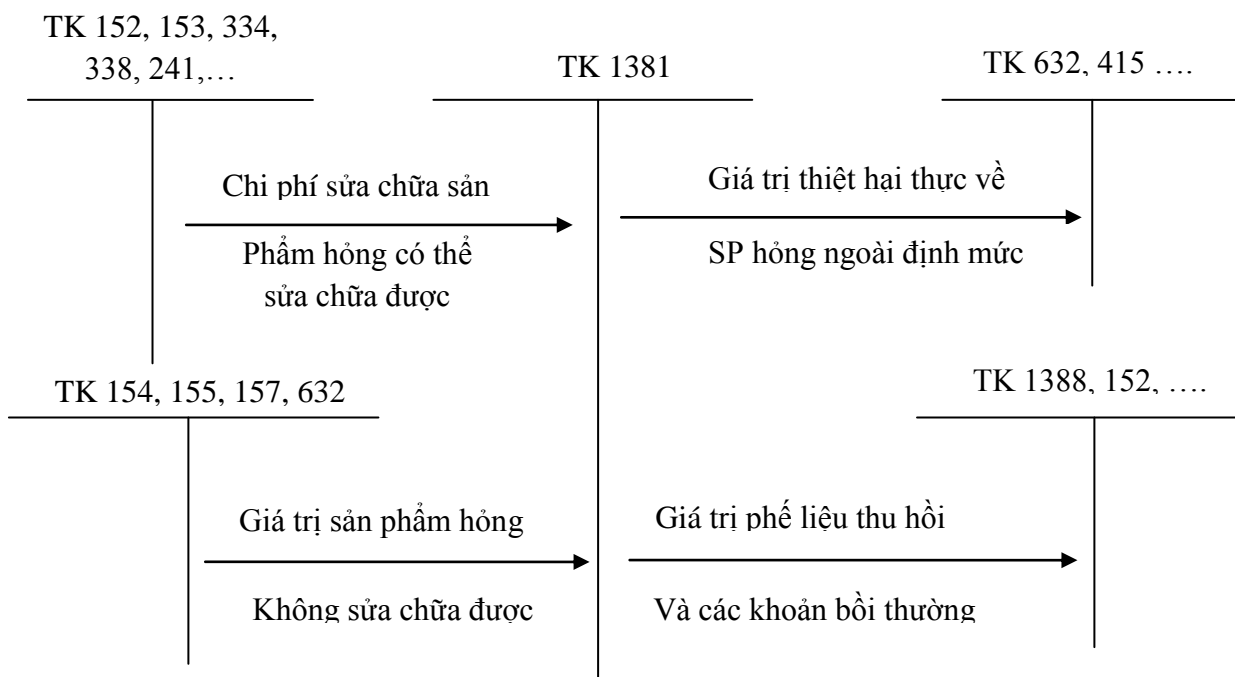 TK 152, 153, 334,
338, 241,…
TK 1381
TK 632, 415 ….
Chi phí sửa chữa sản
Phẩm hỏng có thể
sửa chữa được
Giá trị thiệt hại thực về
SP hỏng ngoài định mức
TK 154, 155, 157, 632
TK 1388, 152, ….
Giá trị sản phẩm hỏng
Không sửa chữa được
Giá trị phế liệu thu hồi
Và các khoản bồi thường